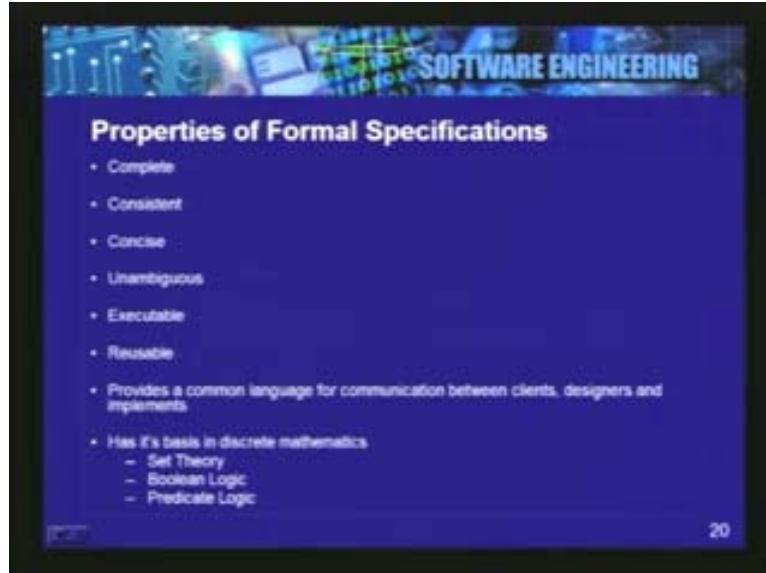 SOFTWARE ENGINEERING
Properties of Formal Specifications
• Complete
• Consistent
• Concise
• Unambiguous
• Executable
• Reusable
• Provides a common language for communication between clients, designers and
implements
• Has it's basis in discrete mathematics
– Set Theory
– Boolean Logic
– Predicate Logic
20